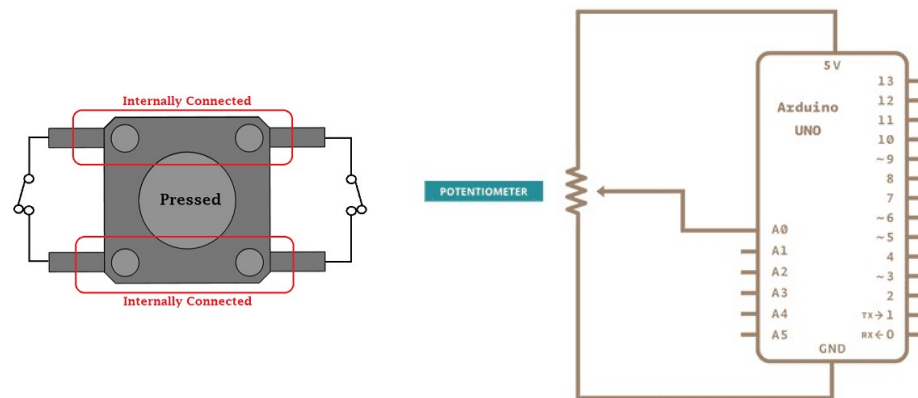 Internally Connected
Pressed
Internally Connected
POTENTIOMETER
5V
Arduino
UNO
13
12
11
10
~9
8
7
~6
~5
4
~3
2
TX→1
RX←0
A0
A1
A2
A3
A4
A5
GND